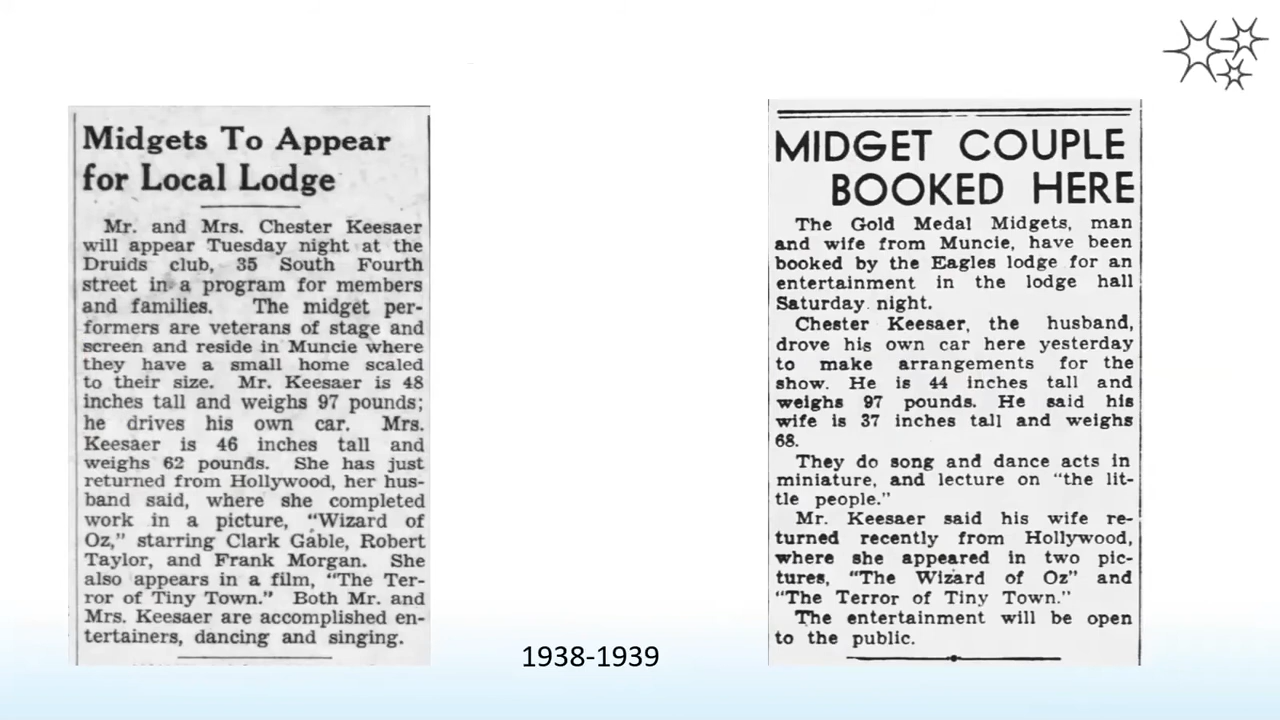 Midgets To Appear
for Local Lodge
Mr. and Mrs. Chester Keesaer
will appear Tuesday night at the
Druids club, 35 South Fourth
street in a program for members
and families. The midget per-
formers are veterans of stage and
screen and reside in Muncie where
they have a small home scaled
to their size. Mr. Keesaer is 48
inches tall and weighs 97 pounds;
he drives his own car. Mrs.
Keesaer is 46 inches tall and
weighs 62 pounds. She has just
returned from Hollywood, her hus-
band said, where she completed
work in a picture, "Wizard of
Oz," starring Clark Gable, Robert
Taylor, and Frank Morgan. She
also appears in a film, "The Ter-
ror of Tiny Town." Both Mr. and
Mrs. Keesaer are accomplished en-
tertainers, dancing and singing.
MIDGET COUPLE
BOOKED HERE
The Gold Medal Midgets, man
and wife from Muncie, have been
booked by the Eagles lodge for an
entertainment in the lodge hall
Saturday night.
Chester Keesaer, the husband,
drove his own car here yesterday
to make arrangements for the
show. He is 44 inches tall and
weighs 97 pounds. He said his
wife is 37 inches tall and weighs
68.
They do song and dance acts in
miniature, and lecture on "the lit-
tle people."
Mr. Keesaer said his wife re-
turned recently from Hollywood,
where she appeared in two pic-
tures, "The Wizard of Oz" and
"The Terror of Tiny Town."
The entertainment will be open
to the public.
1938-1939